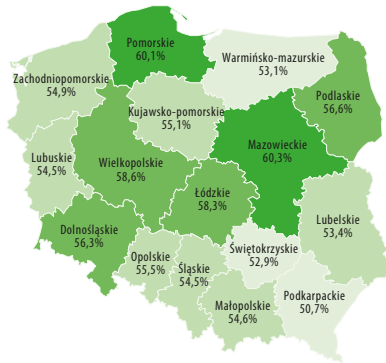 Pomorskie
60,1%
Warmińsko-mazurskie
53,1%
Zachodniopomorskie
54,9%
Podlaskie
56,6%
Kujawsko-pomorskie
55,1%
Mazowieckie
60,3%
Lubuskie
54,5%
Wielkopolskie
58,6%
Łódzkie
58,3%
Lubelskie
53,4%
Dolnośląskie
56,3%
Opolskie
55,5%
Śląskie
54,5%
Świętokrzyskie
52,9%
Małopolskie
54,6%
Podkarpackie
50,7%